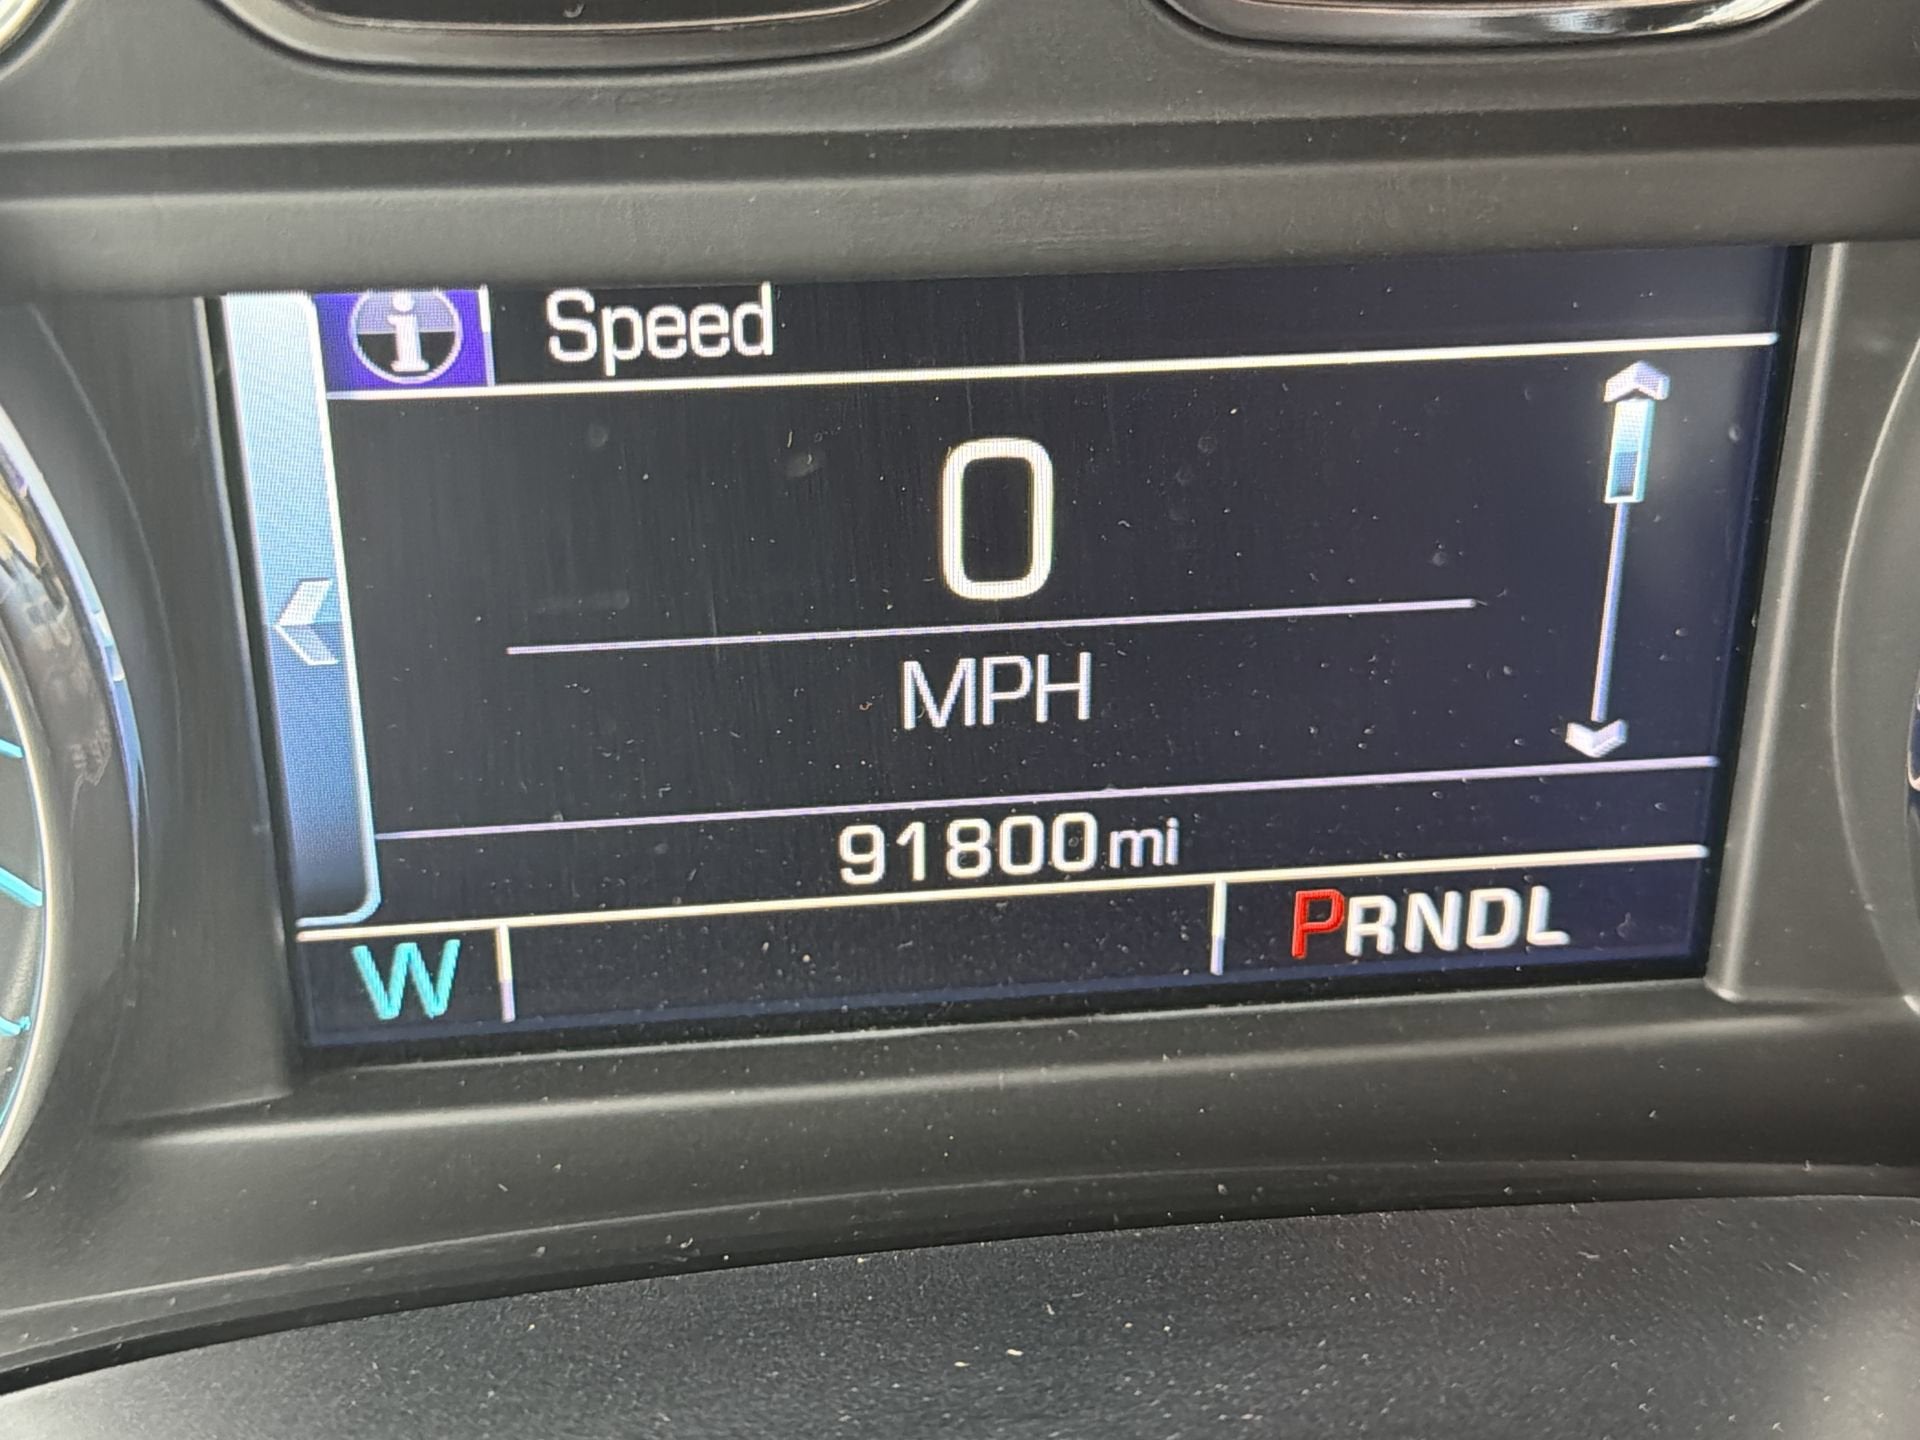 i Speed
0
MPH
91800mi
W PRNDL